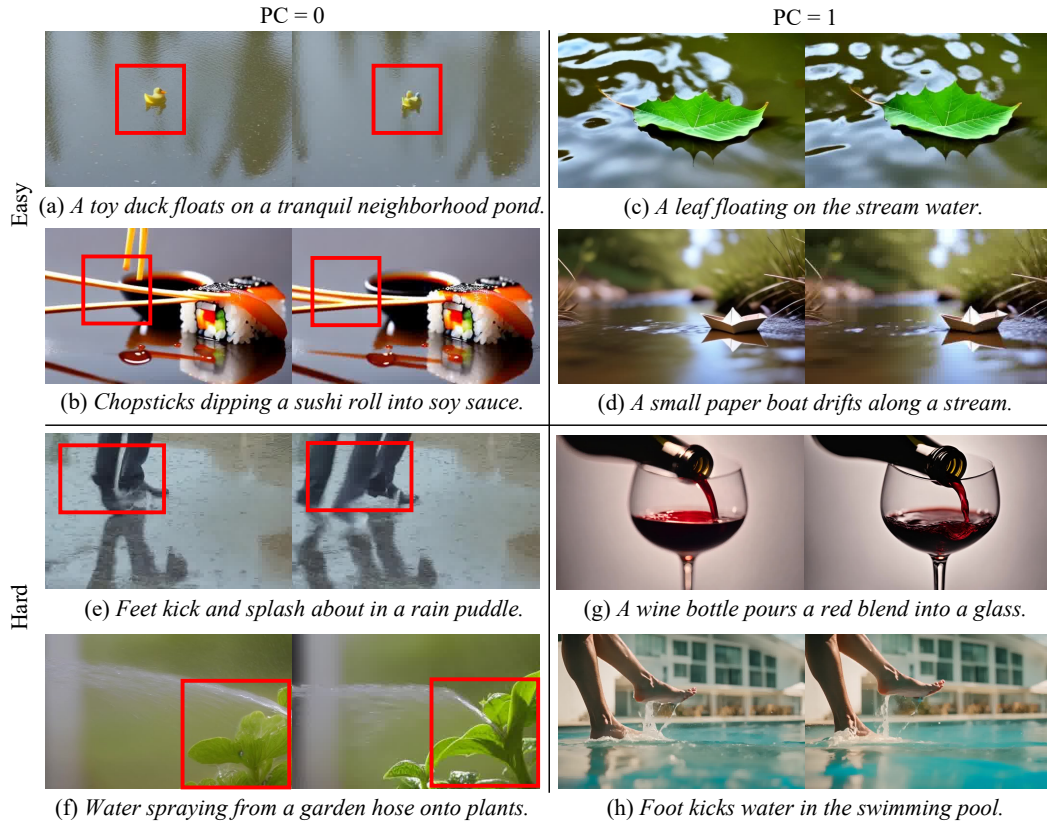 PC = 0
PC = 1
Easy
(a) A toy duck floats on a tranquil neighborhood pond.
(c) A leaf floating on the stream water.
(b) Chopsticks dipping a sushi roll into soy sauce.
(d) A small paper boat drifts along a stream.
Hard
(e) Feet kick and splash about in a rain puddle.
(g) A wine bottle pours a red blend into a glass.
(f) Water spraying from a garden hose onto plants.
(h) Foot kicks water in the swimming pool.